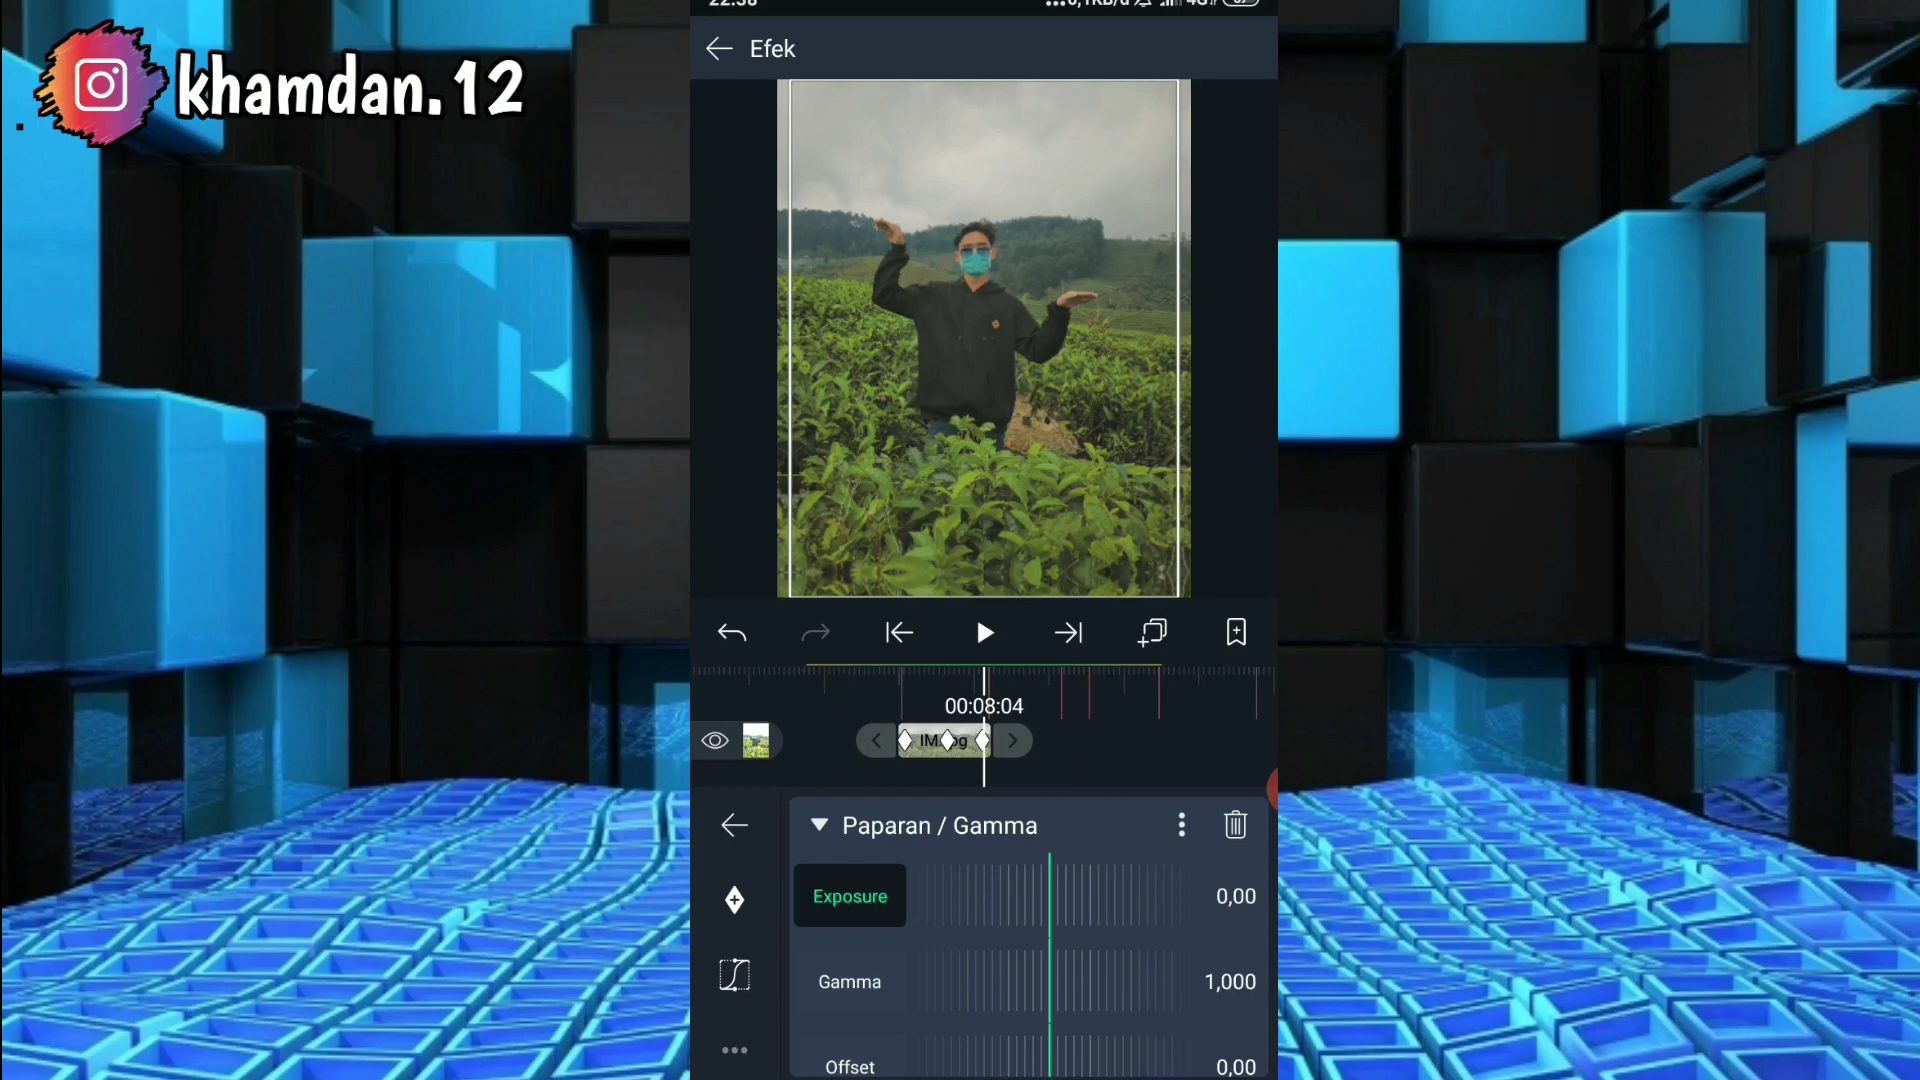 khamdan.12
Efek
00:08:04
Paparan / Gamma
Exposure
0,00
Gamma
1,000
Offset
0,00